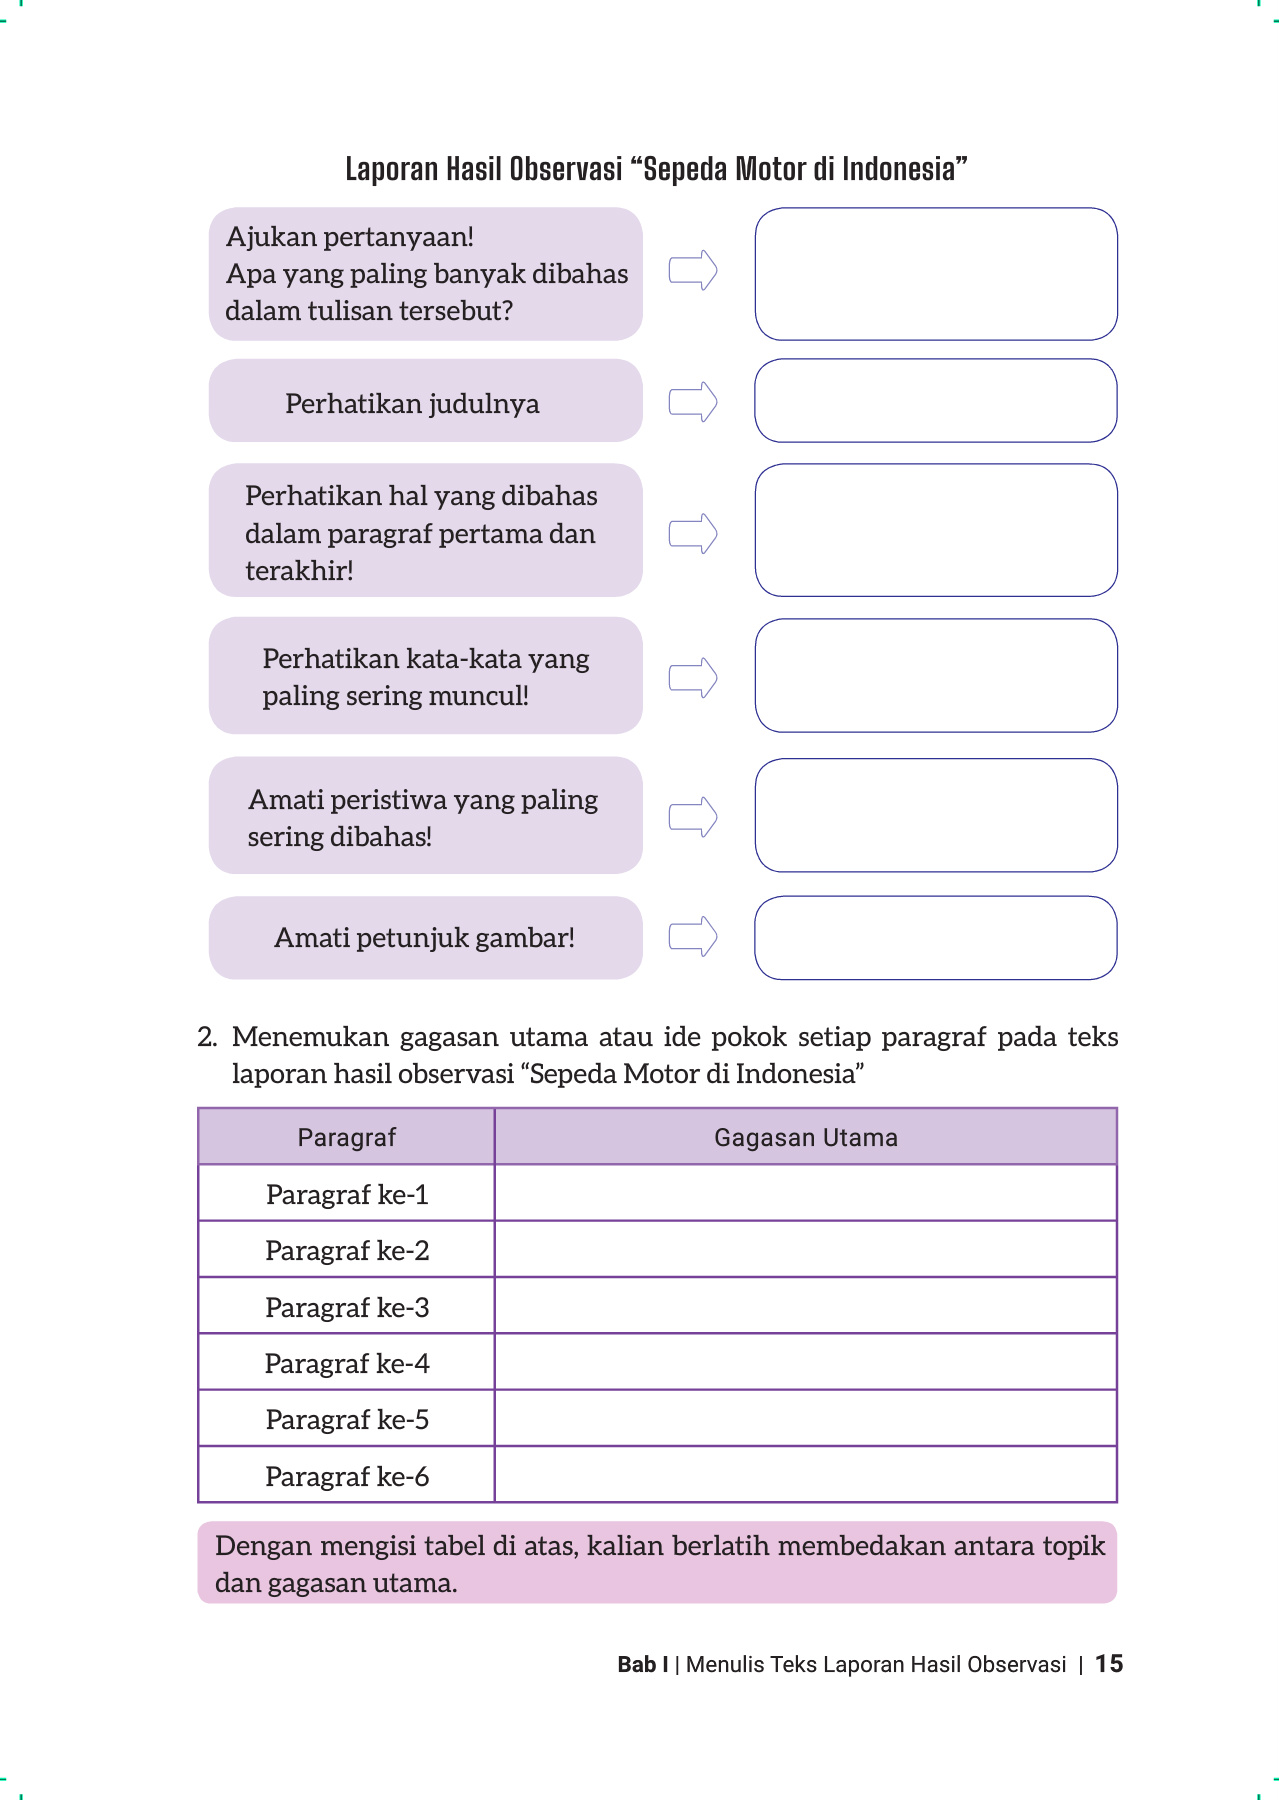 Laporan Hasil Observasi “Sepeda Motor di Indonesia”
Ajukan pertanyaan!
Apa yang paling banyak dibahas
dalam tulisan tersebut?
Perhatikan judulnya
Perhatikan hal yang dibahas
dalam paragraf pertama dan
terakhir!
Perhatikan kata-kata yang
paling sering muncul!
Amati peristiwa yang paling
sering dibahas!
Amati petunjuk gambar!
2. Menemukan gagasan utama atau ide pokok setiap paragraf pada teks
laporan hasil observasi “Sepeda Motor di Indonesia”
Paragraf Gagasan Utama
Paragraf ke-1
Paragraf ke-2
Paragraf ke-3
Paragraf ke-4
Paragraf ke-5
Paragraf ke-6
Dengan mengisi tabel di atas, kalian berlatih membedakan antara topik
dan gagasan utama.
Bab I | Menulis Teks Laporan Hasil Observasi | 15